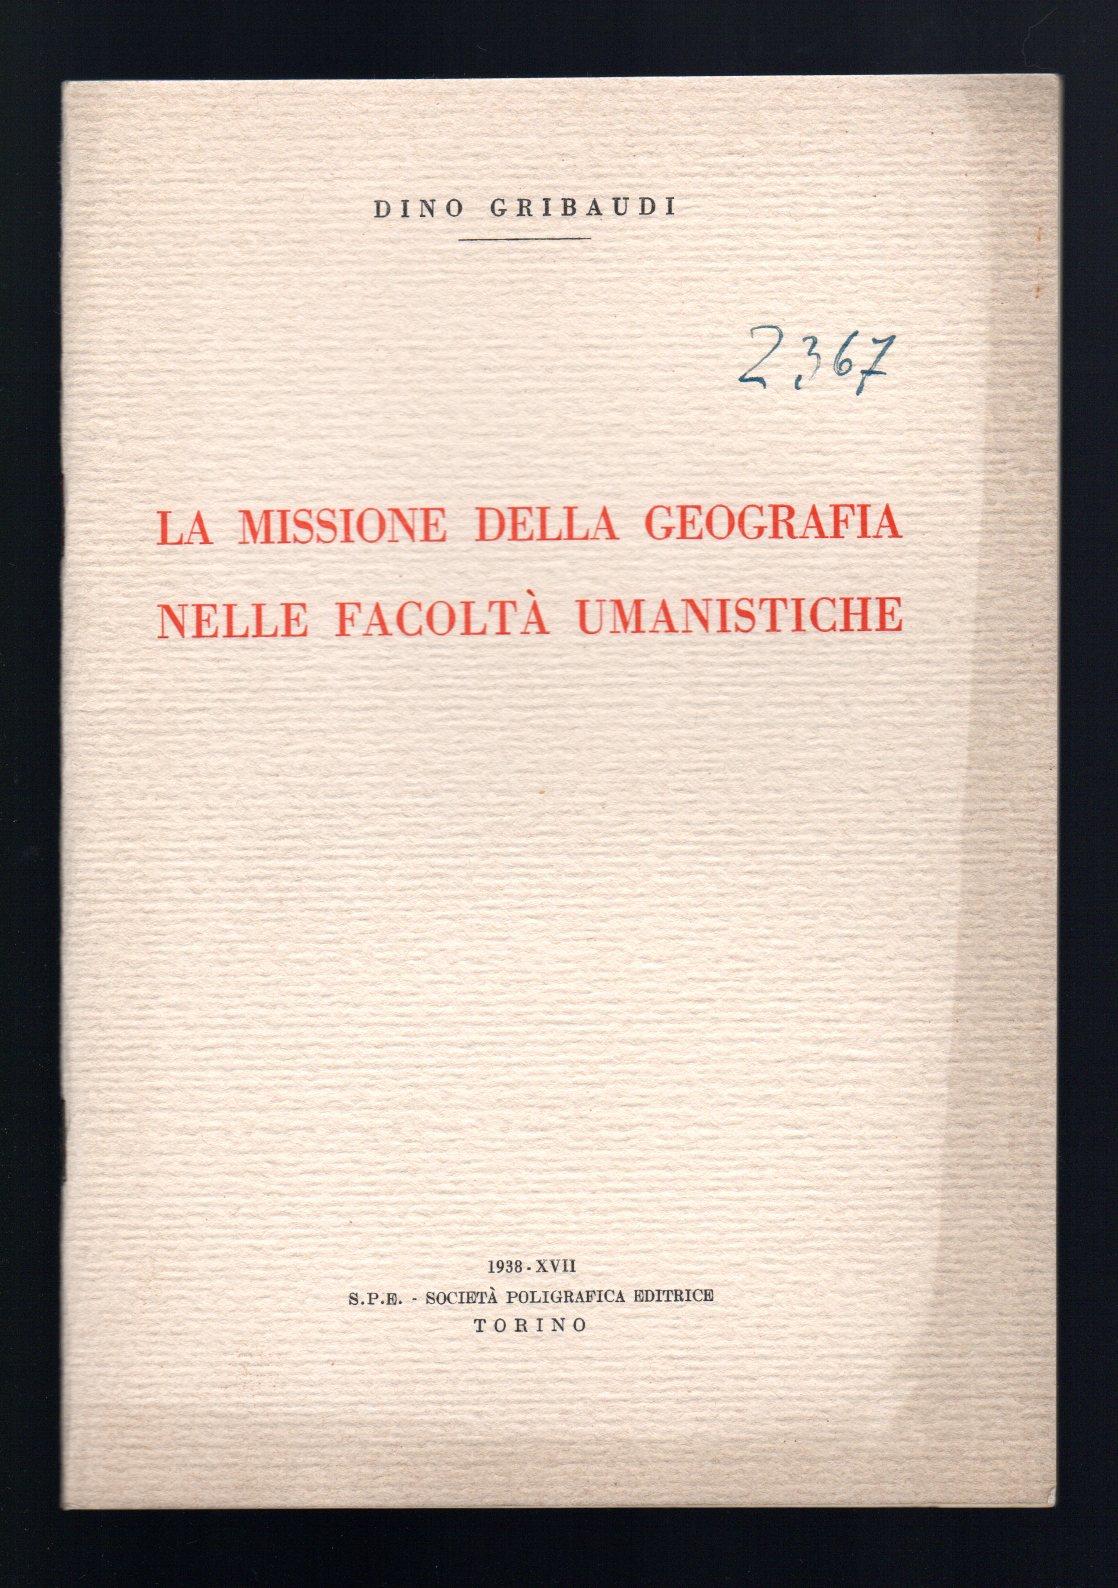 DINO GRIBAUDI
2367
LA MISSIONE DELLA GEOGRAFIA
NELLE FACOLTÀ UMANISTICHE
1938 - XVII
S.P.E. - SOCIETÀ POLIGRAFICA EDITRICE
TORINO